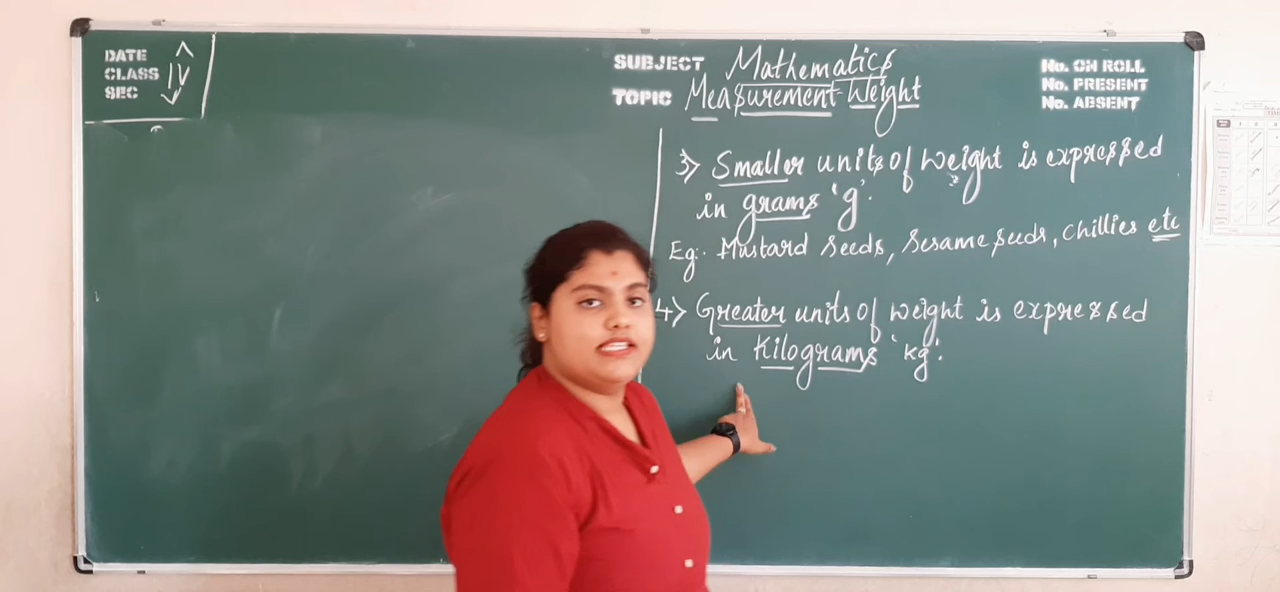 DATE
CLASS IV
SEC
SUBJECT Mathematics
TOPIC Measurement-Weight
No. ON ROLL
No. PRESENT
No. ABSENT
3> Smaller units of weight is expressed
in grams 'g'.
Eg:. Mustard seeds, Sesame seeds, chillies etc
4> Greater units of weight is expressed
in Kilograms 'kg'.